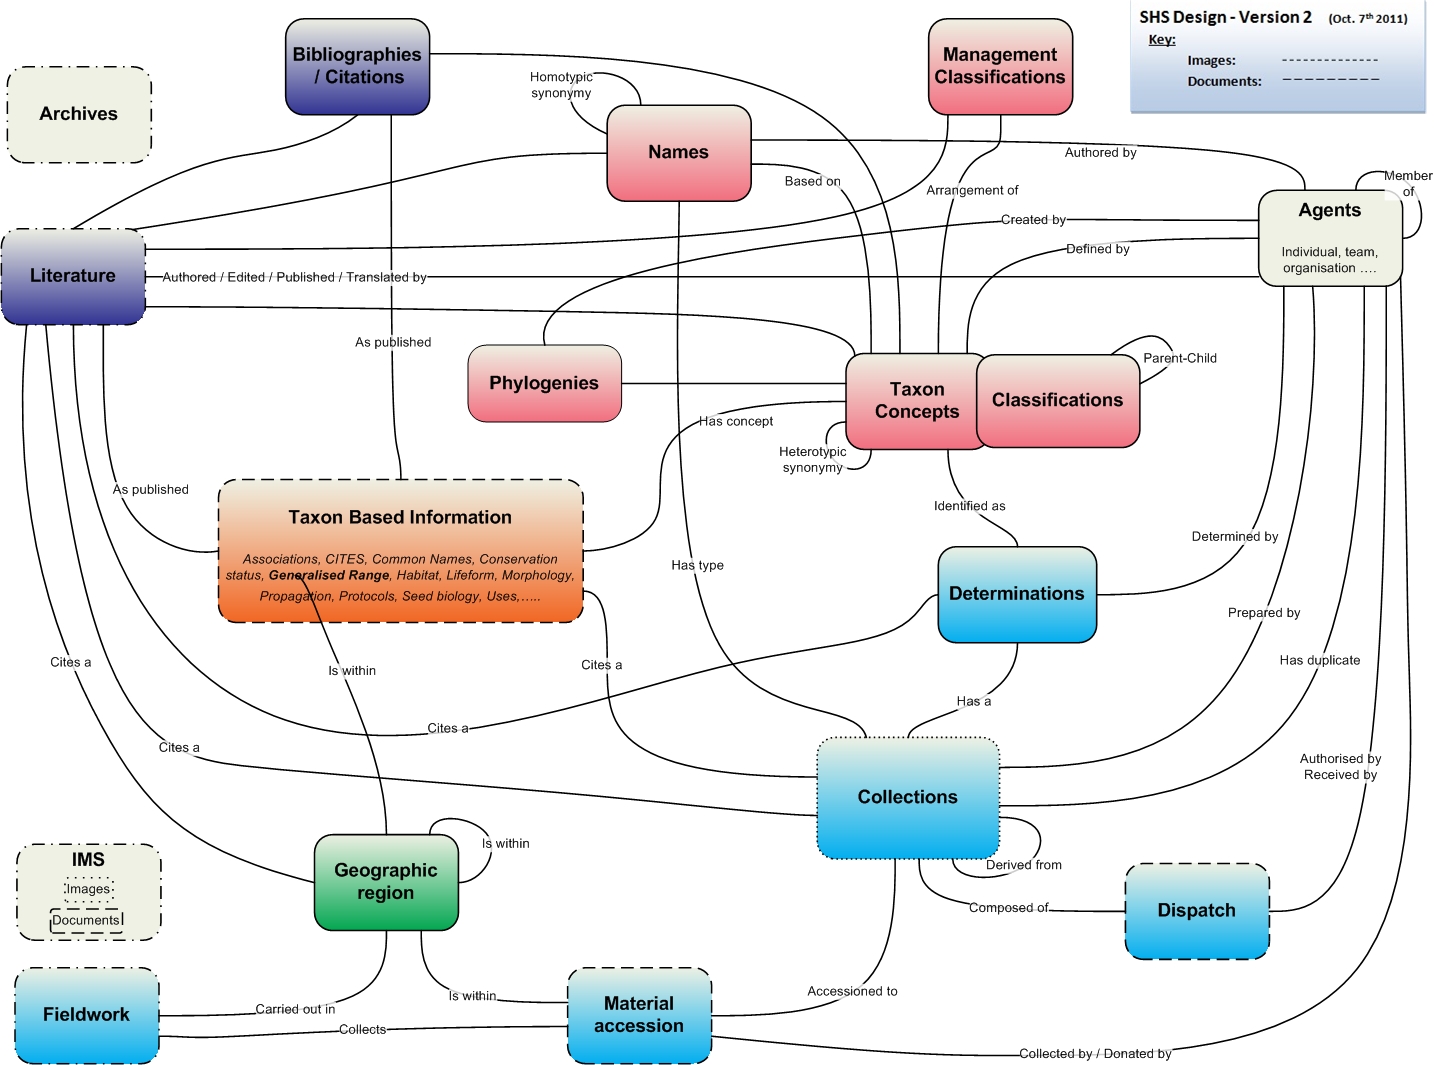 SHS Design - Version 2 (Oct. 7th 2011)
Key:
Images:
Documents:
Bibliographies
/ Citations
Management
Classifications
Archives
Homotypic
synonymy
Names
Authored by
Based on
Arrangement of
Member
of
Agents
Individual, team,
organisation ....
Created by
Defined by
Literature
Authored / Edited / Published / Translated by
As published
Phylogenies
Parent-Child
Taxon
Concepts
Classifications
Has concept
Heterotypic
synonymy
As published
Identified as
Taxon Based Information
Associations, CITES, Common Names, Conservation
status, Generalised Range, Habitat, Lifeform, Morphology,
Propagation, Protocols, Seed biology, Uses,.....
Has type
Determined by
Determinations
Prepared by
Cites a
Is within
Cites a
Has duplicate
Has a
Cites a
Cites a
Authorised by
Received by
Collections
IMS
Images
Documents
Geographic
region
Is within
Derived from
Composed of
Dispatch
Accessioned to
Is within
Carried out in
Fieldwork
Collects
Material
accession
Collected by / Donated by